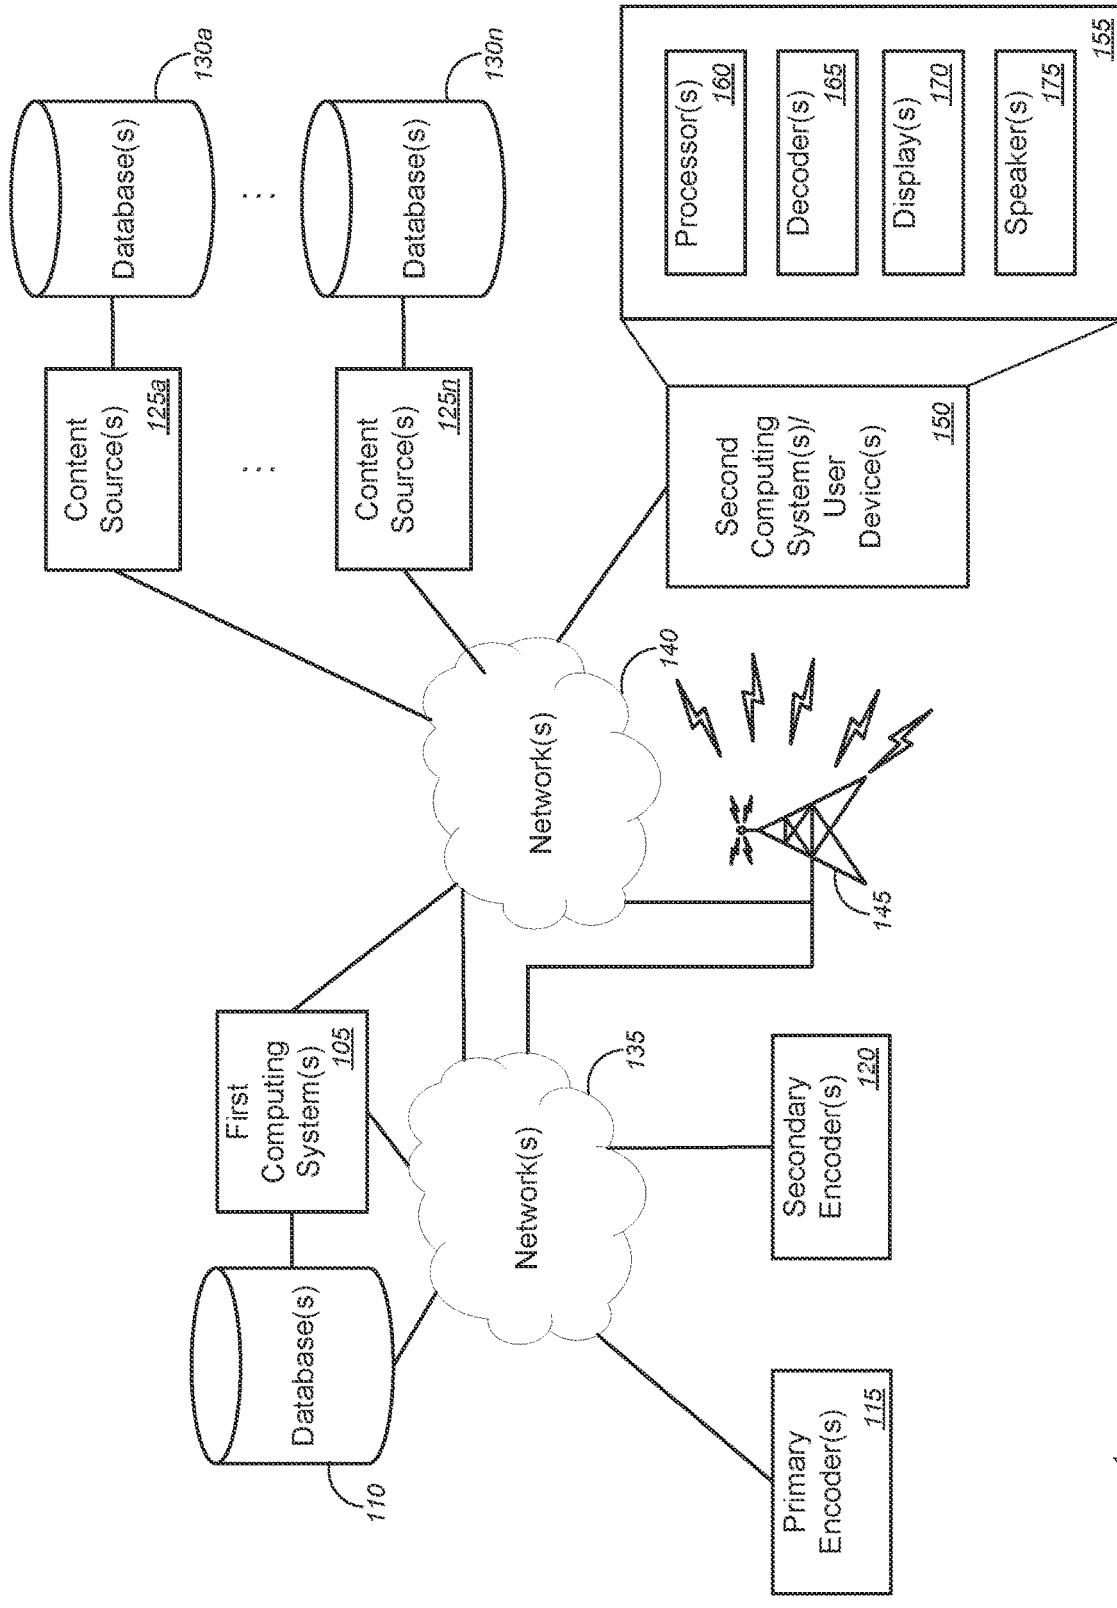 Database(s)
110
First
Computing
System(s)
105
Content
Source(s)
125a
Database(s)
130a
...
...
Content
Source(s)
125n
Database(s)
130n
Network(s)
135
Network(s)
140
Primary
Encoder(s)
115
Secondary
Encoder(s)
120
145
Second
Computing
System(s)/
User
Device(s)
150
Processor(s)
160
Decoder(s)
165
Display(s)
170
Speaker(s)
175
155